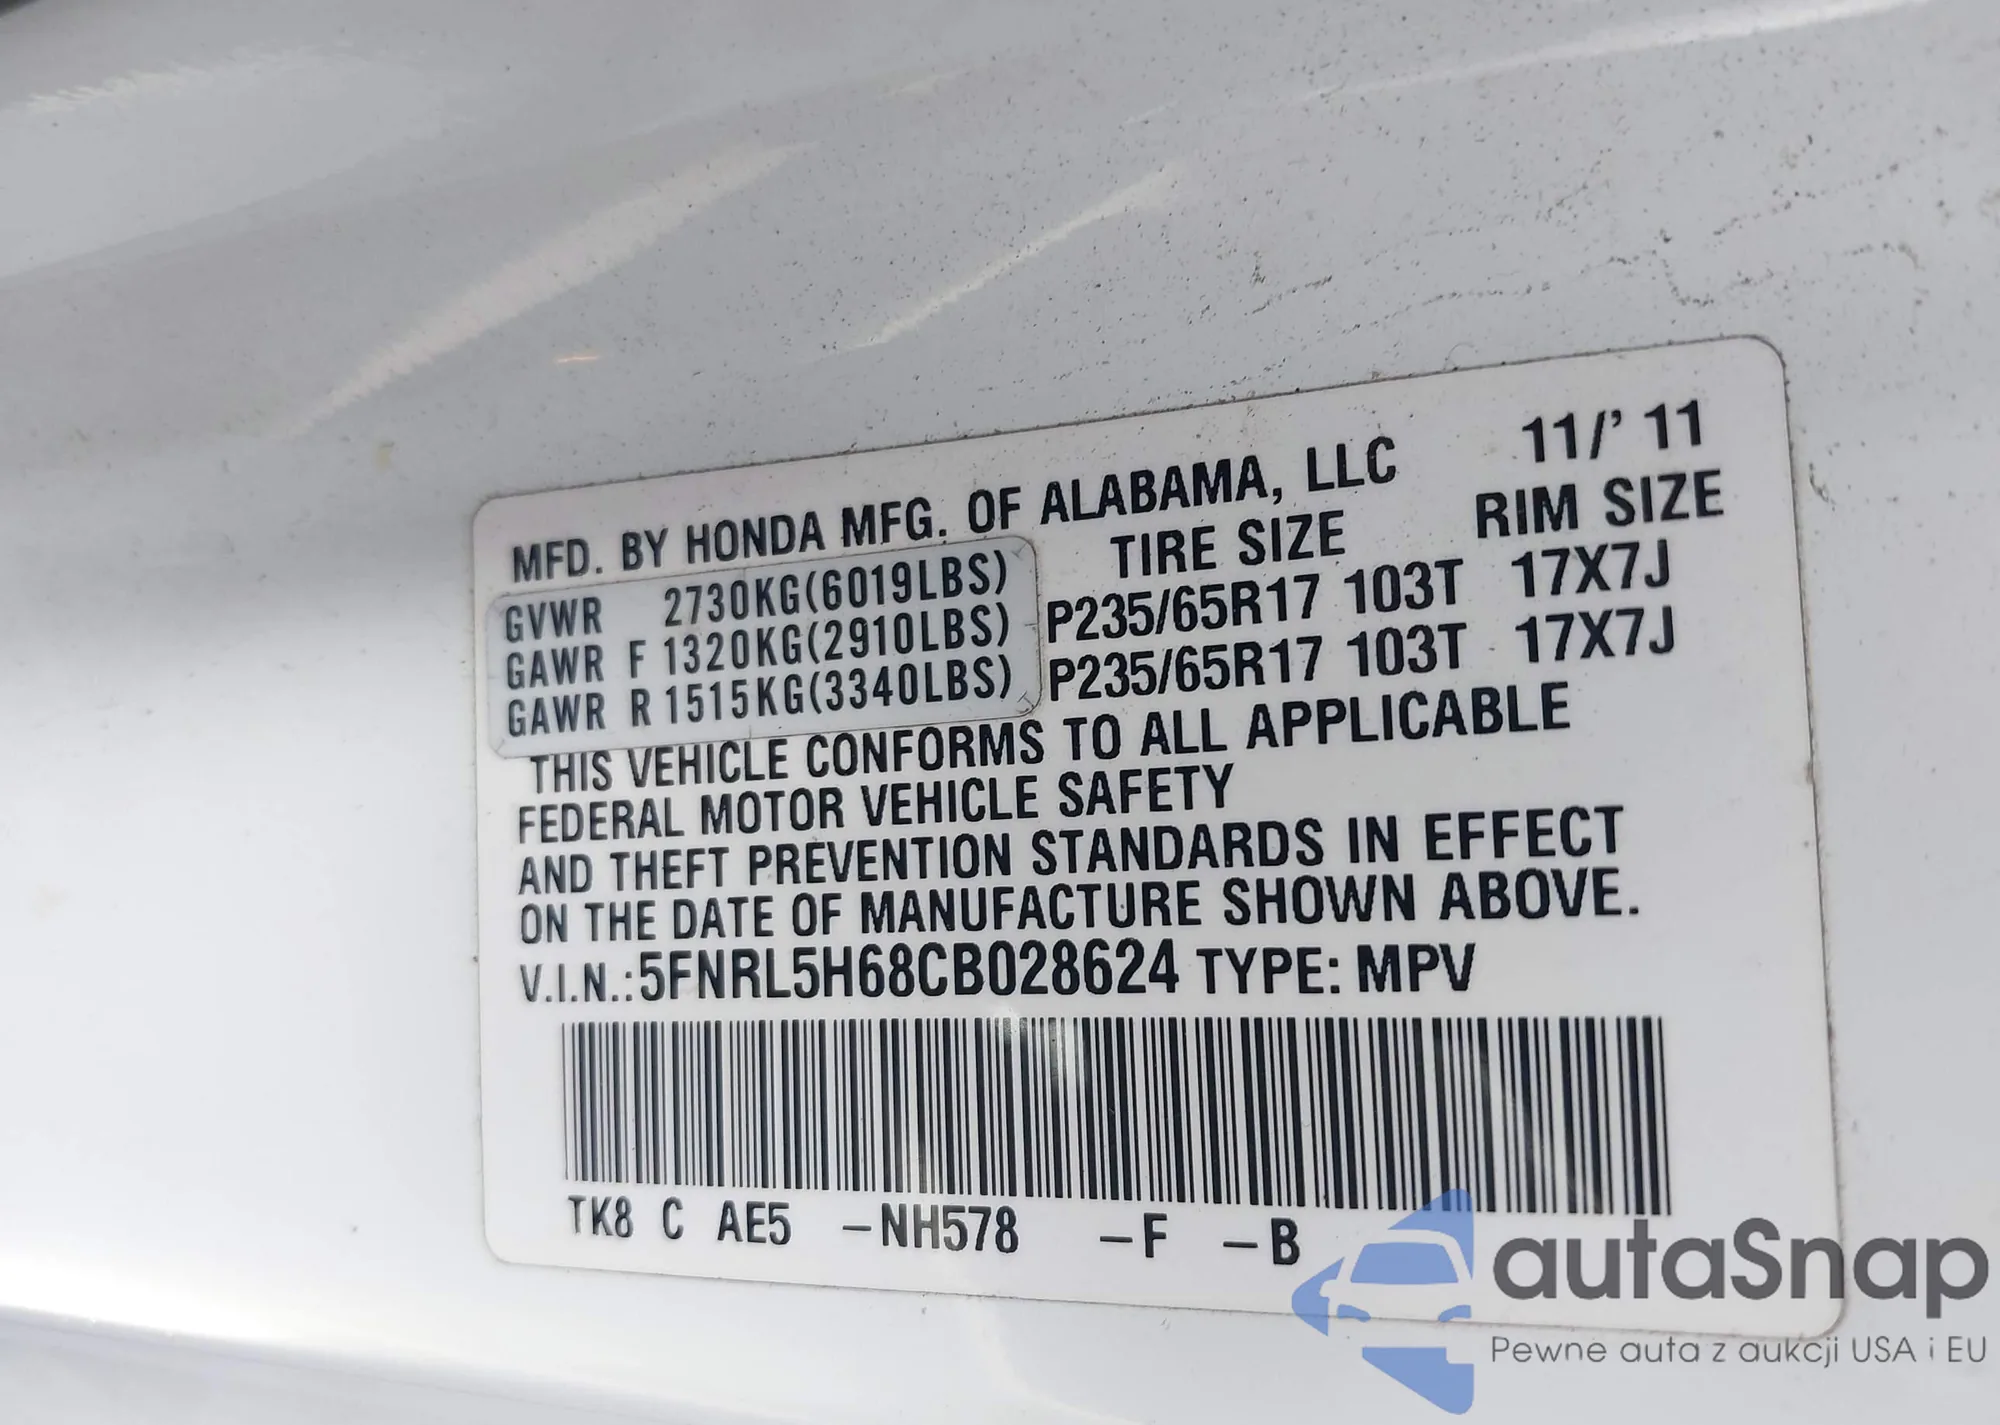 MFD. BY HONDA MFG. OF ALABAMA, LLC 11/'11
TIRE SIZE RIM SIZE
GVWR 2730KG(6019LBS)
GAWR F 1320KG(2910LBS) P235/65R17 103T 17X7J
GAWR R 1515KG(3340LBS) P235/65R17 103T 17X7J
THIS VEHICLE CONFORMS TO ALL APPLICABLE
FEDERAL MOTOR VEHICLE SAFETY
AND THEFT PREVENTION STANDARDS IN EFFECT
ON THE DATE OF MANUFACTURE SHOWN ABOVE.
V.I.N.:5FNRL5H68CB028624 TYPE: MPV
TK8 C AE5 –NH578 –F –B
autaSnap
Pewne auta z aukcji USA i EU